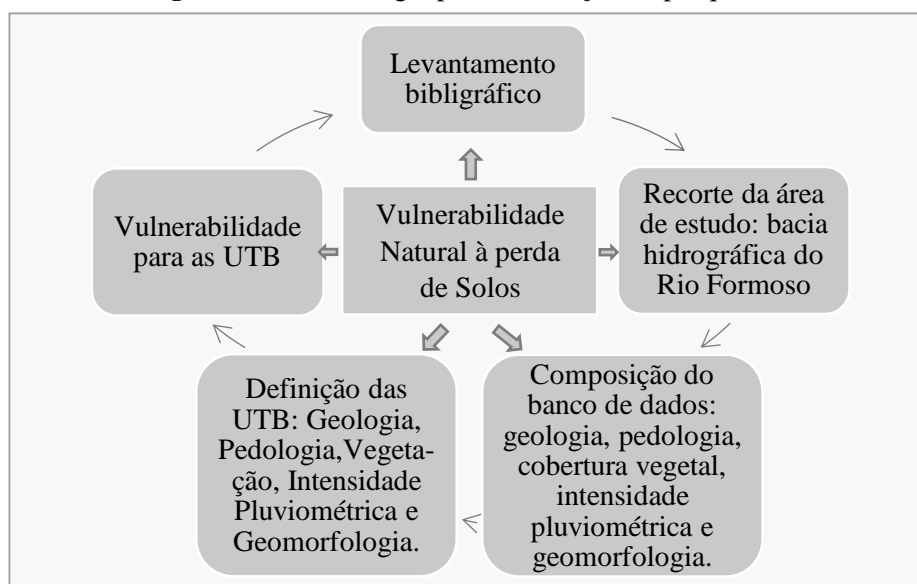 Levantamento
bibligráfico
Vulnerabilidade
para as UTB
Vulnerabilidade
Natural à perda
de Solos
Recorte da área
de estudo: bacia
hidrográfica do
Rio Formoso
Definição das
UTB: Geologia,
Pedologia,Vegeta-
ção, Intensidade
Pluviométrica e
Geomorfologia.
Composição do
banco de dados:
geologia, pedologia,
cobertura vegetal,
intensidade
pluviométrica e
geomorfologia.